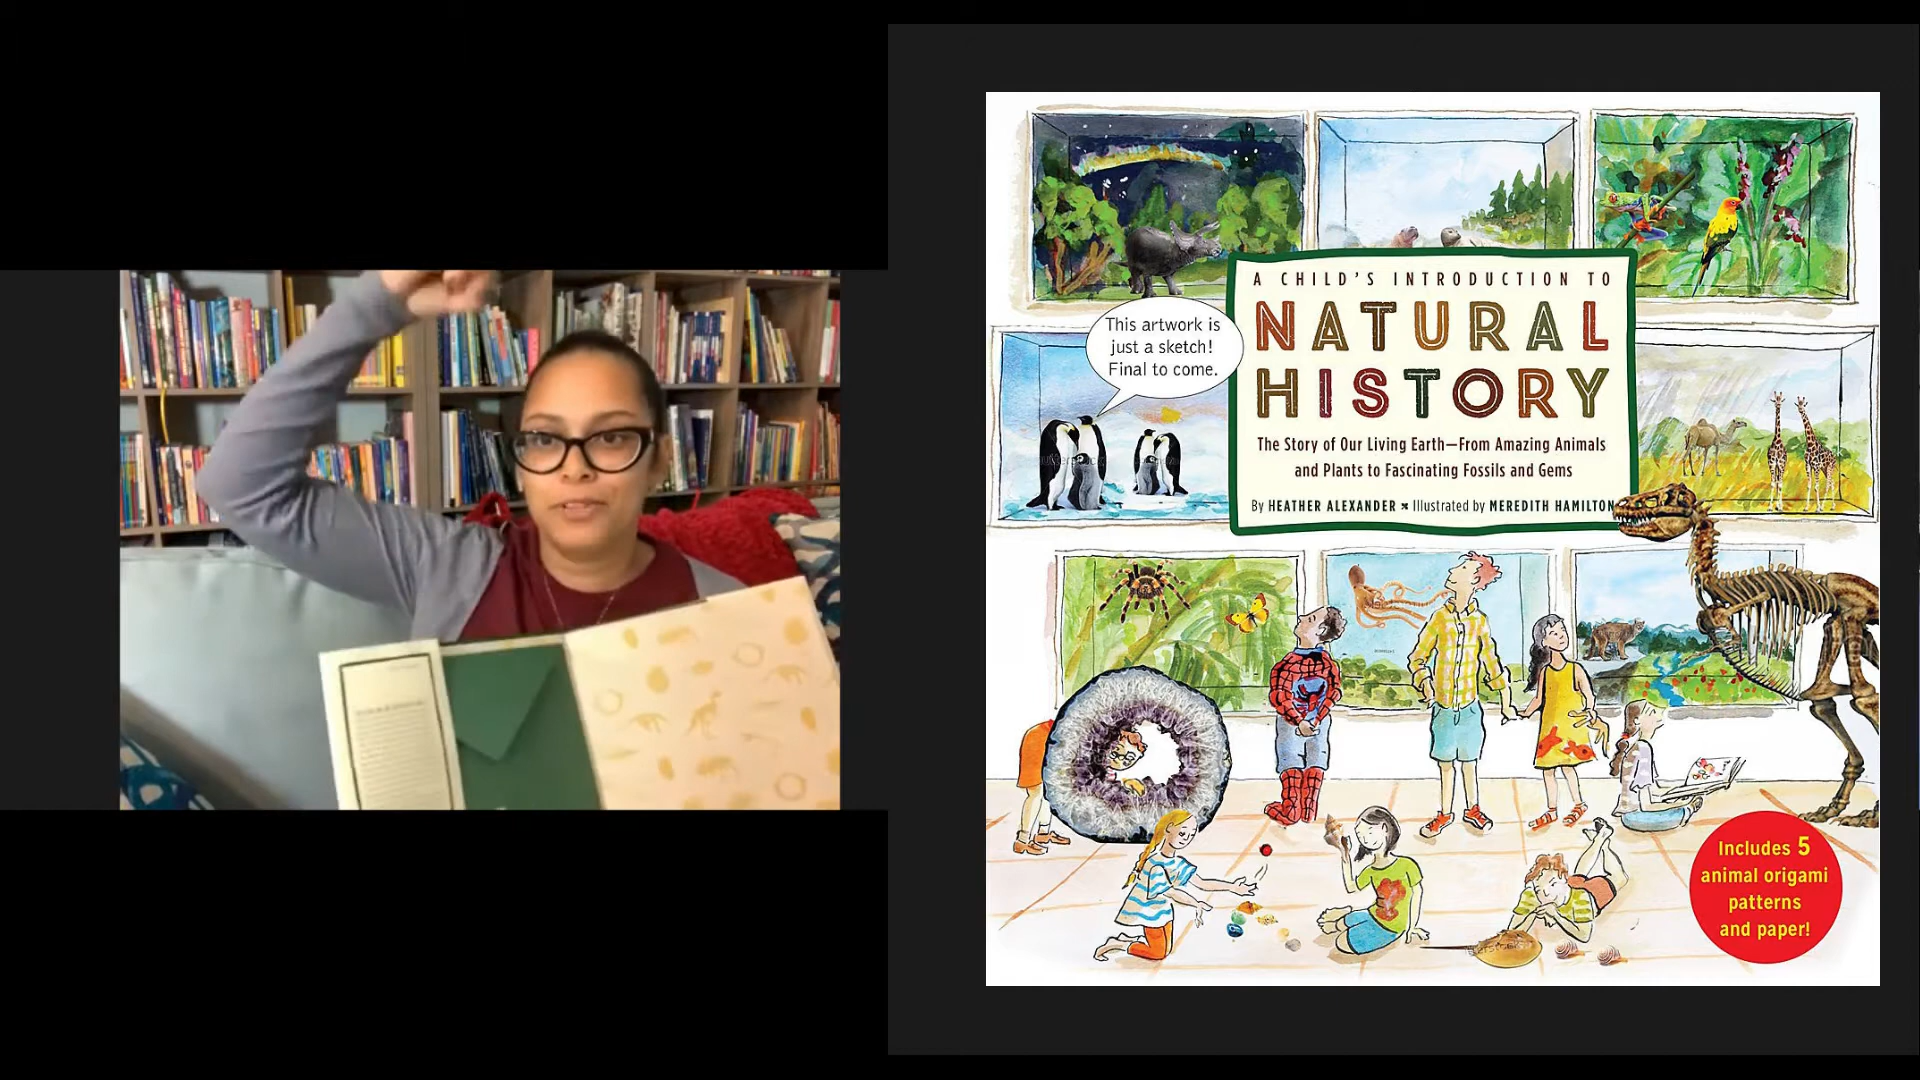 A CHILD'S INTRODUCTION TO
NATURAL
HISTORY
The Story of Our Living Earth—From Amazing Animals
and Plants to Fascinating Fossils and Gems
By HEATHER ALEXANDER Illustrated by MEREDITH HAMILTON
This artwork is
just a sketch!
Final to come.
Includes 5
animal origami
patterns
and paper!